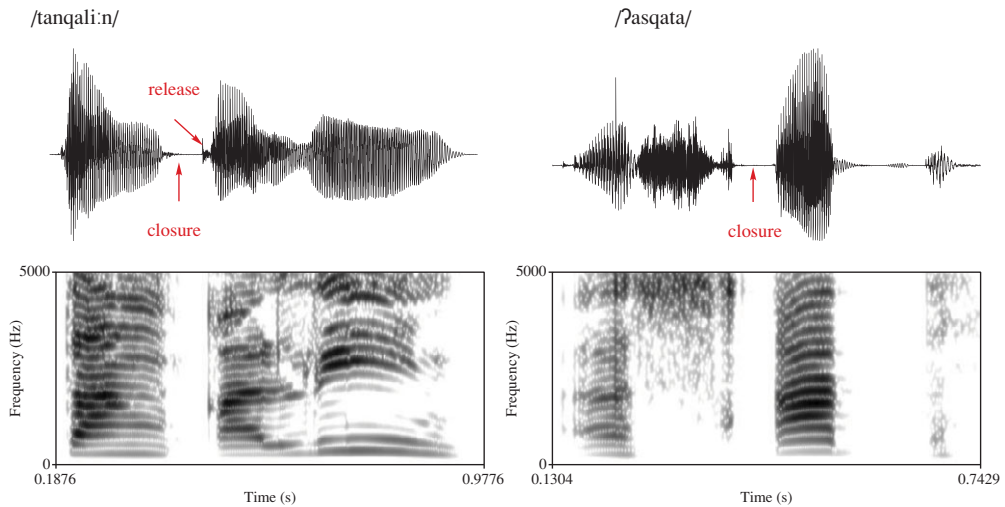 /tanqaliːn/
/ʔasqata/
release
closure
closure
5000
Frequency (Hz)
0
0.1876
0.9776
Time (s)
5000
Frequency (Hz)
0
0.1304
0.7429
Time (s)